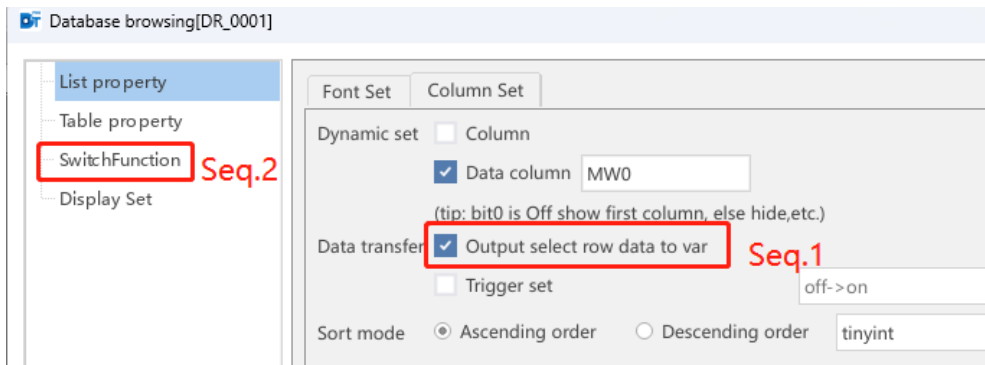 DT Database browsing[DR_0001]
List property
Table property
SwitchFunction Seq.2
Display Set
Font Set Column Set
Dynamic set Column
Data column MW0
(tip: bit0 is Off show first column, else hide,etc.)
Data transfer Output select row data to var Seq.1
Trigger set off->on
Sort mode Ascending order Descending order tinyint